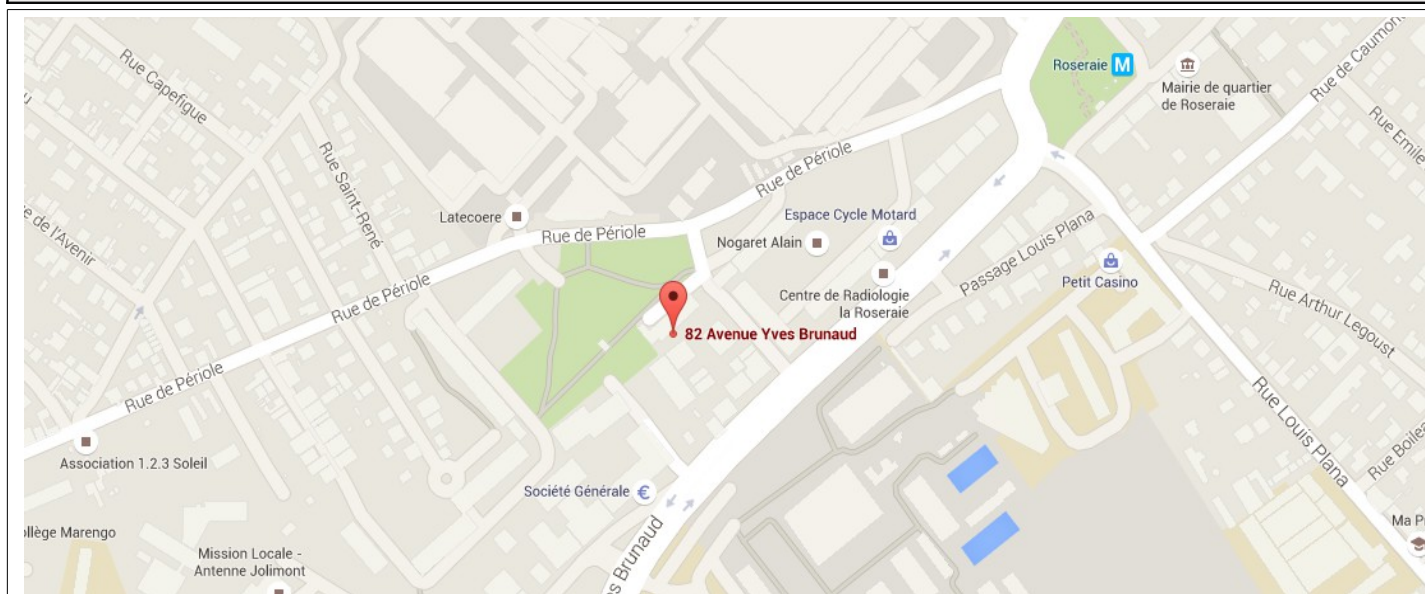 Rue Capefigue
Rue Saint-René
Roseraie M
Mairie de quartier
de Roseraie
Rue de Caumont
Rue Emile
Rue de Périole
Latecoere
Rue de Périole
Espace Cycle Motard
Nogaret Alain
e de l'Avenir
Rue de Périole
Centre de Radiologie
la Roseraie
Passage Louis Plana
Petit Casino
Rue Arthur Legoust
82 Avenue Yves Brunaud
Rue de Périole
Association 1.2.3 Soleil
Rue Louis Plana
Rue Boilea
Société Générale €
ollège Marengo
es Brunaud
Mission Locale -
Antenne Jolimont
Ma P